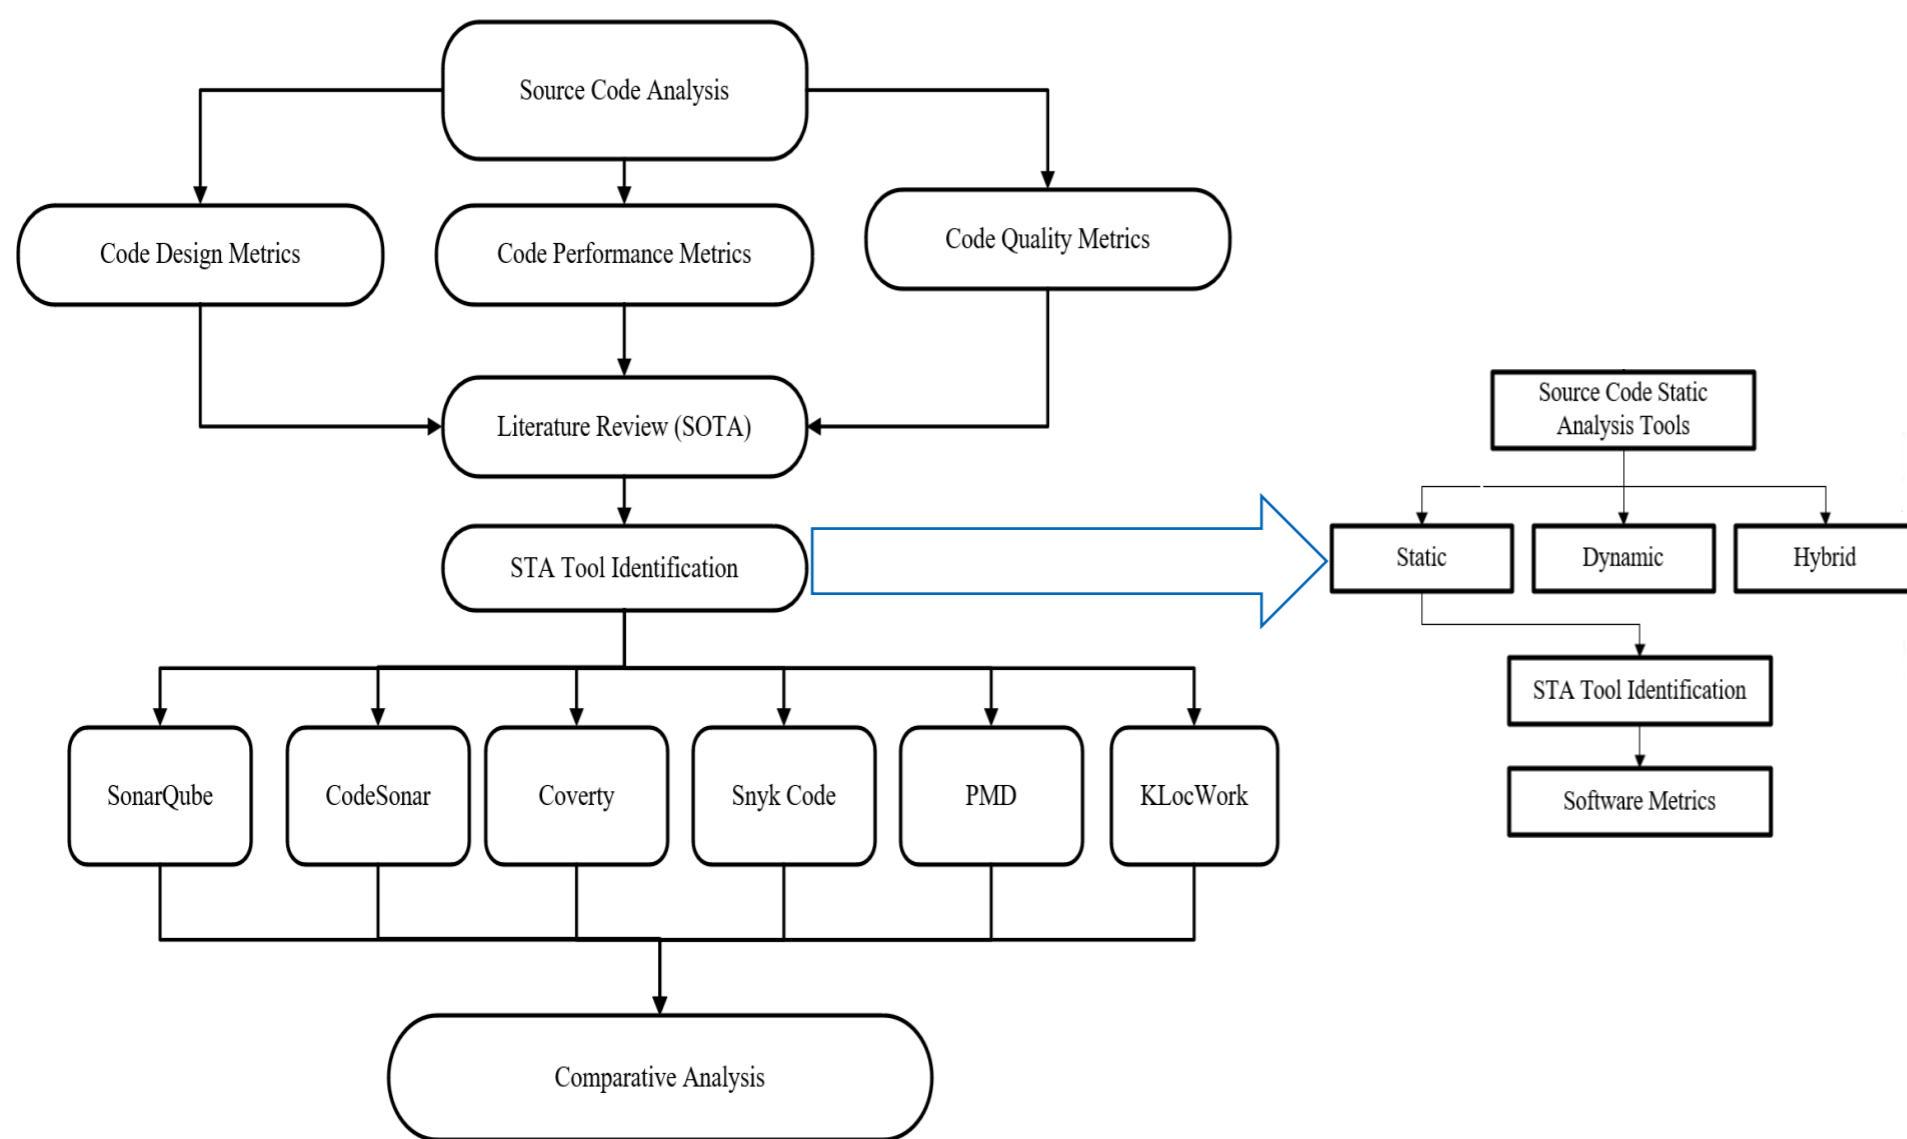 Source Code Analysis
Code Design Metrics
Code Performance Metrics
Code Quality Metrics
Literature Review (SOTA)
STA Tool Identification
SonarQube
CodeSonar
Coverty
Snyk Code
PMD
KLocWork
Comparative Analysis
Source Code Static
Analysis Tools
Static
Dynamic
Hybrid
STA Tool Identification
Software Metrics